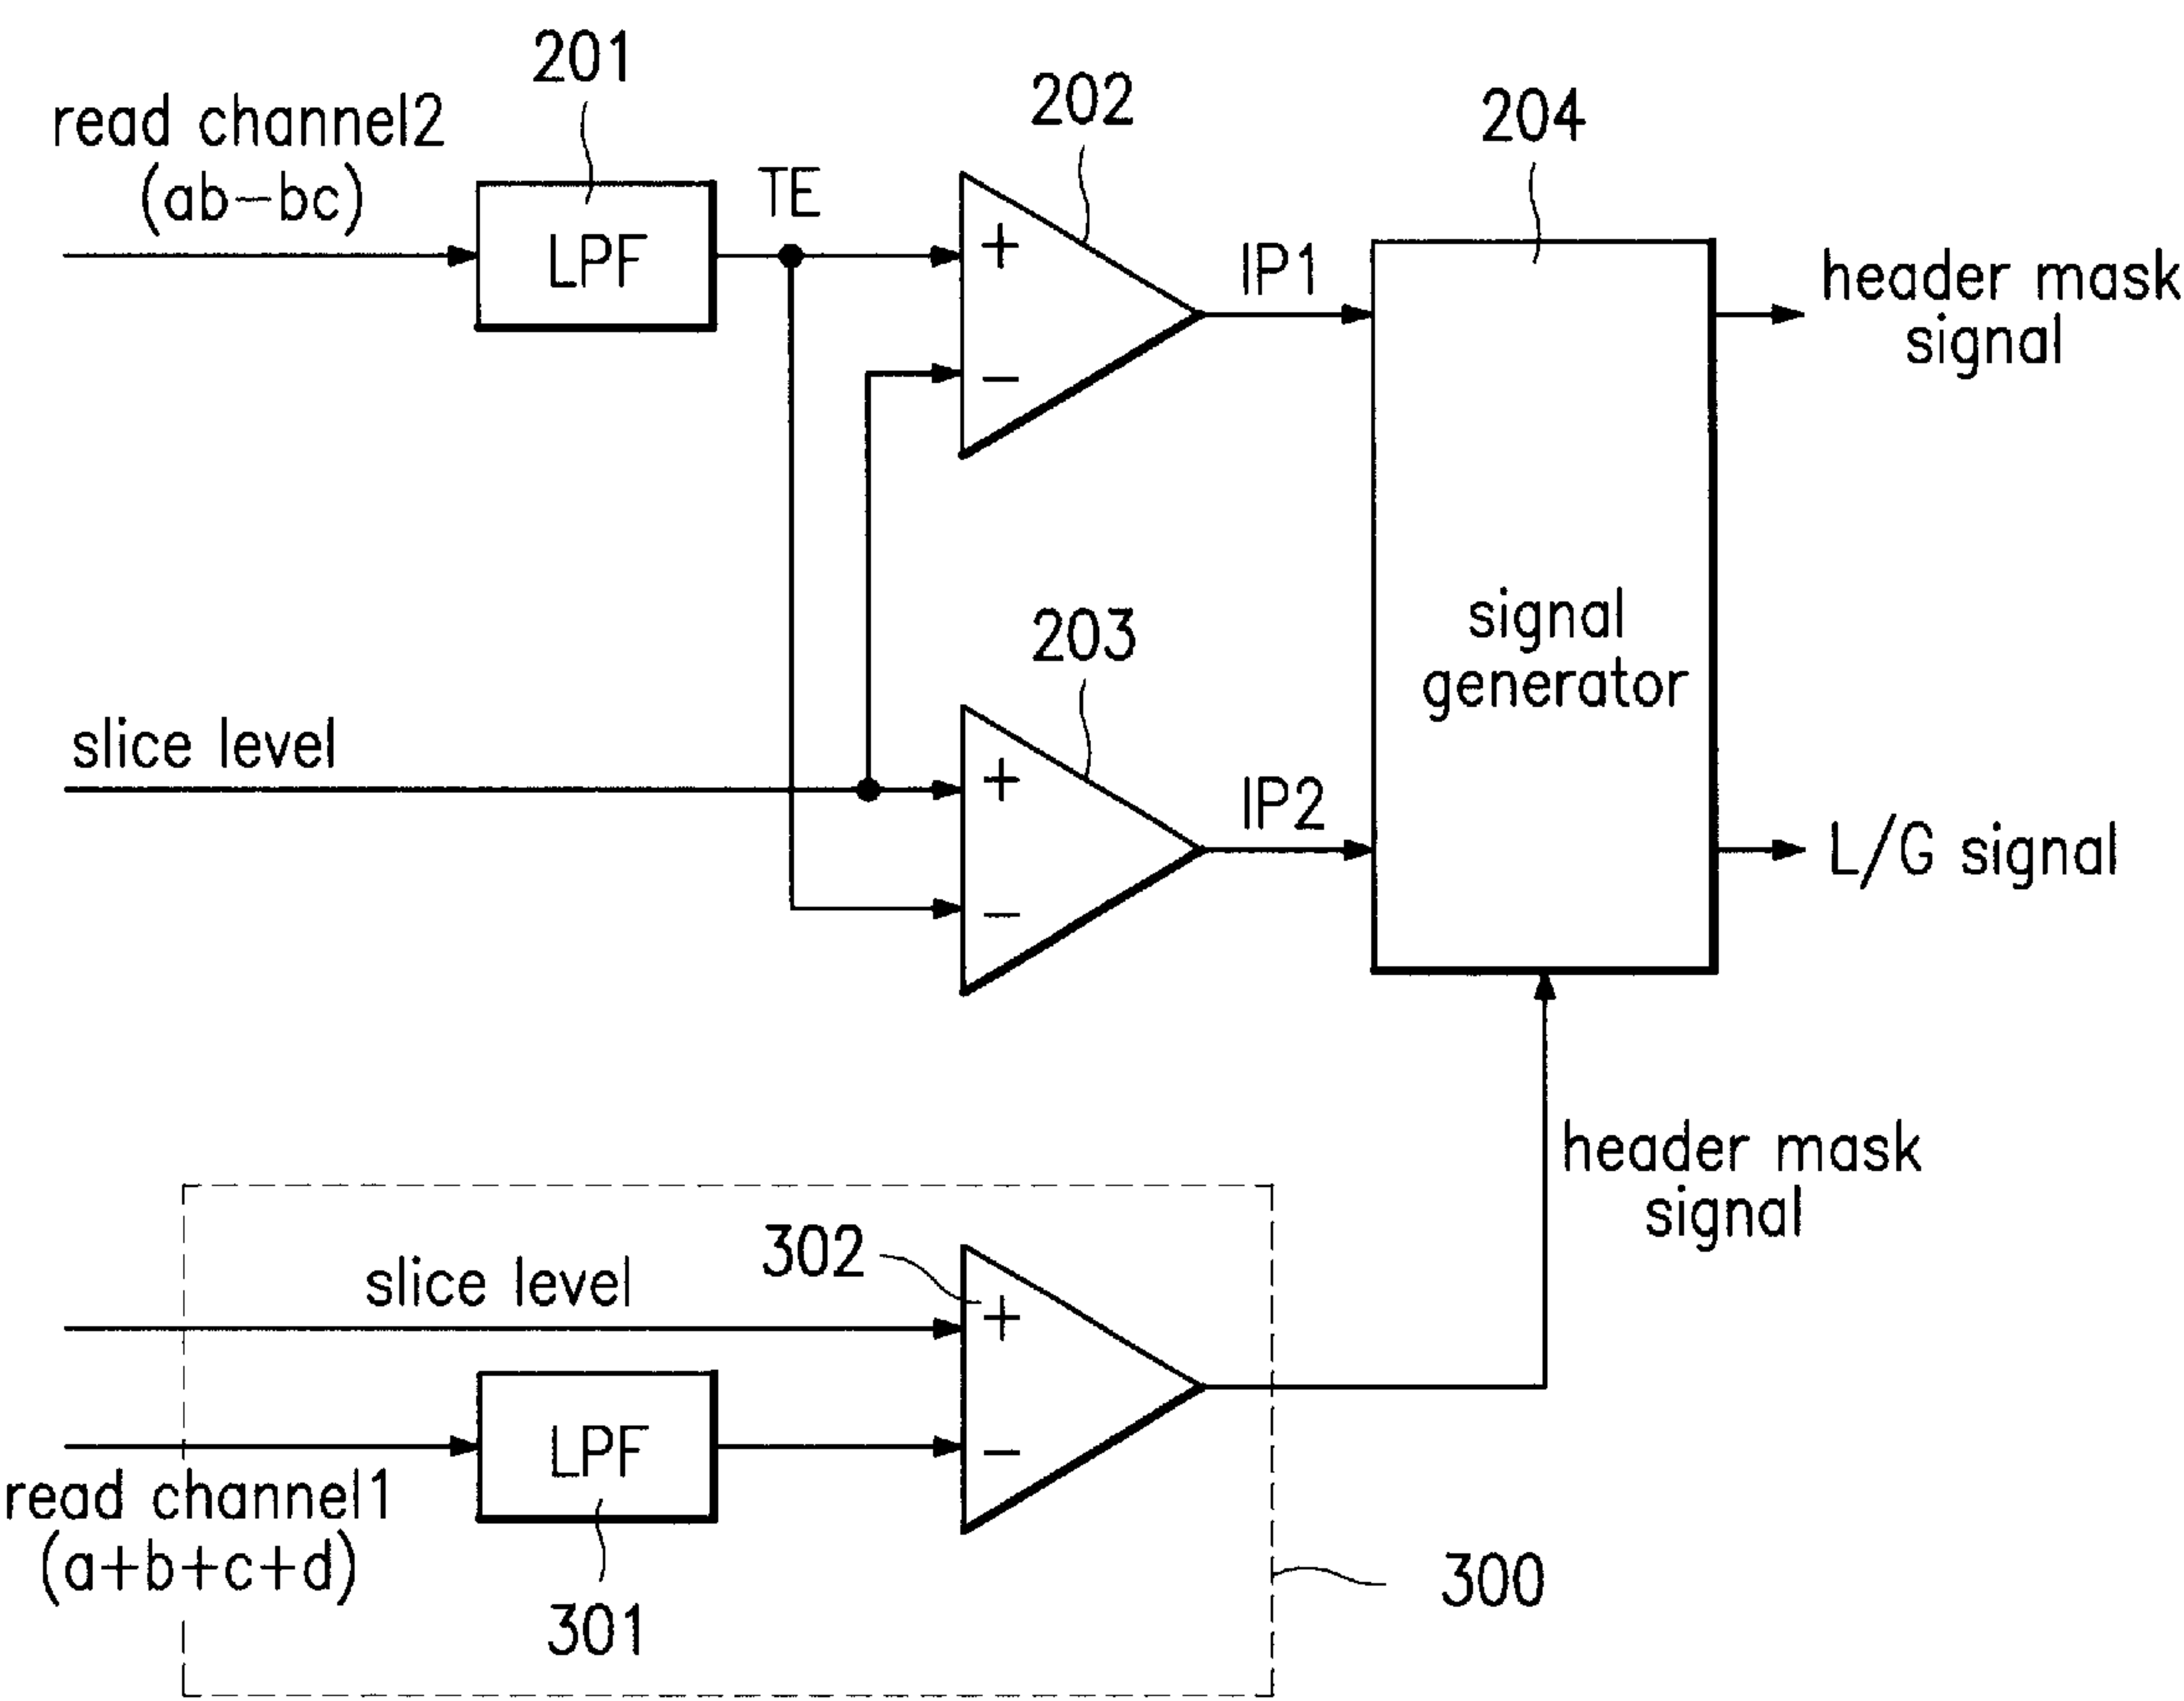 201
202
204
read channel2
(ab-bc)
LPF
TE
+
-
IP1
header mask
signal
203
signal
generator
slice level
+
-
IP2
L/G signal
header mask
signal
302
slice level
+
-
LPF
read channel1
(a+b+c+d)
301
300